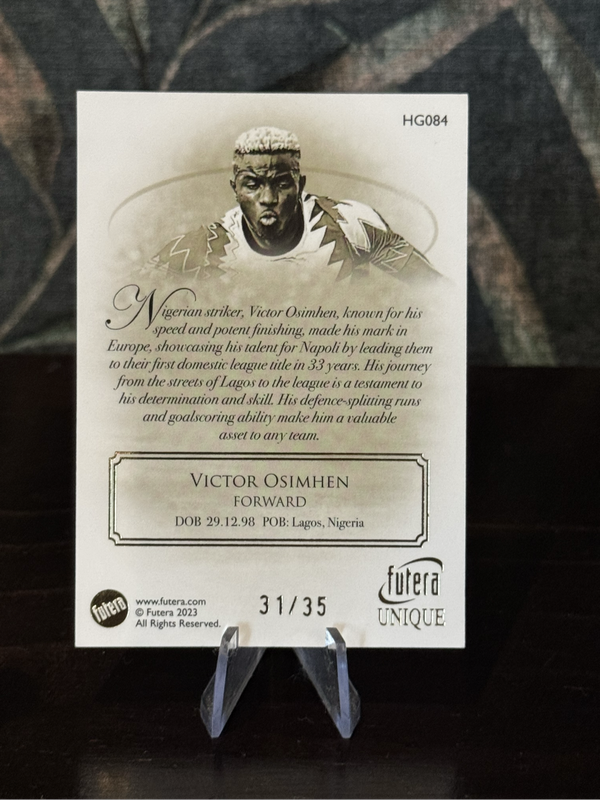 HG084
Nigerian striker, Victor Osimhen, known for his
speed and potent finishing, made his mark in
Europe, showcasing his talent for Napoli by leading them
to their first domestic league title in 33 years. His journey
from the streets of Lagos to the league is a testament to
his determination and skill. His defence-splitting runs
and goalscoring ability make him a valuable
asset to any team.
VICTOR OSIMHEN
FORWARD
DOB 29.12.98 POB: Lagos, Nigeria
Futera
www.futera.com
© Futera 2023
All Rights Reserved.
31/35
futera
UNIQUE